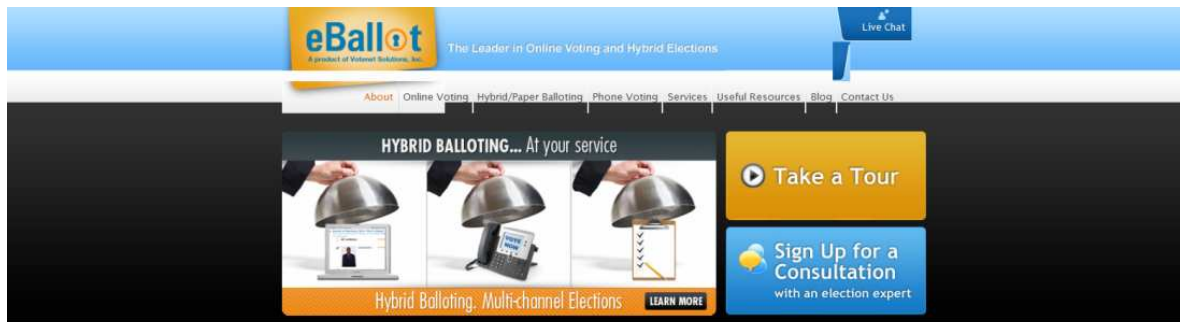 eBallot
A product of Votenet Solutions, Inc.
The Leader in Online Voting and Hybrid Elections
Live Chat
About Online Voting Hybrid/Paper Balloting Phone Voting Services Useful Resources Blog Contact Us
HYBRID BALLOTING... At your service
VOTE
NOW
Hybrid Balloting. Multi-channel Elections LEARN MORE
Take a Tour
Sign Up for a
Consultation
with an election expert